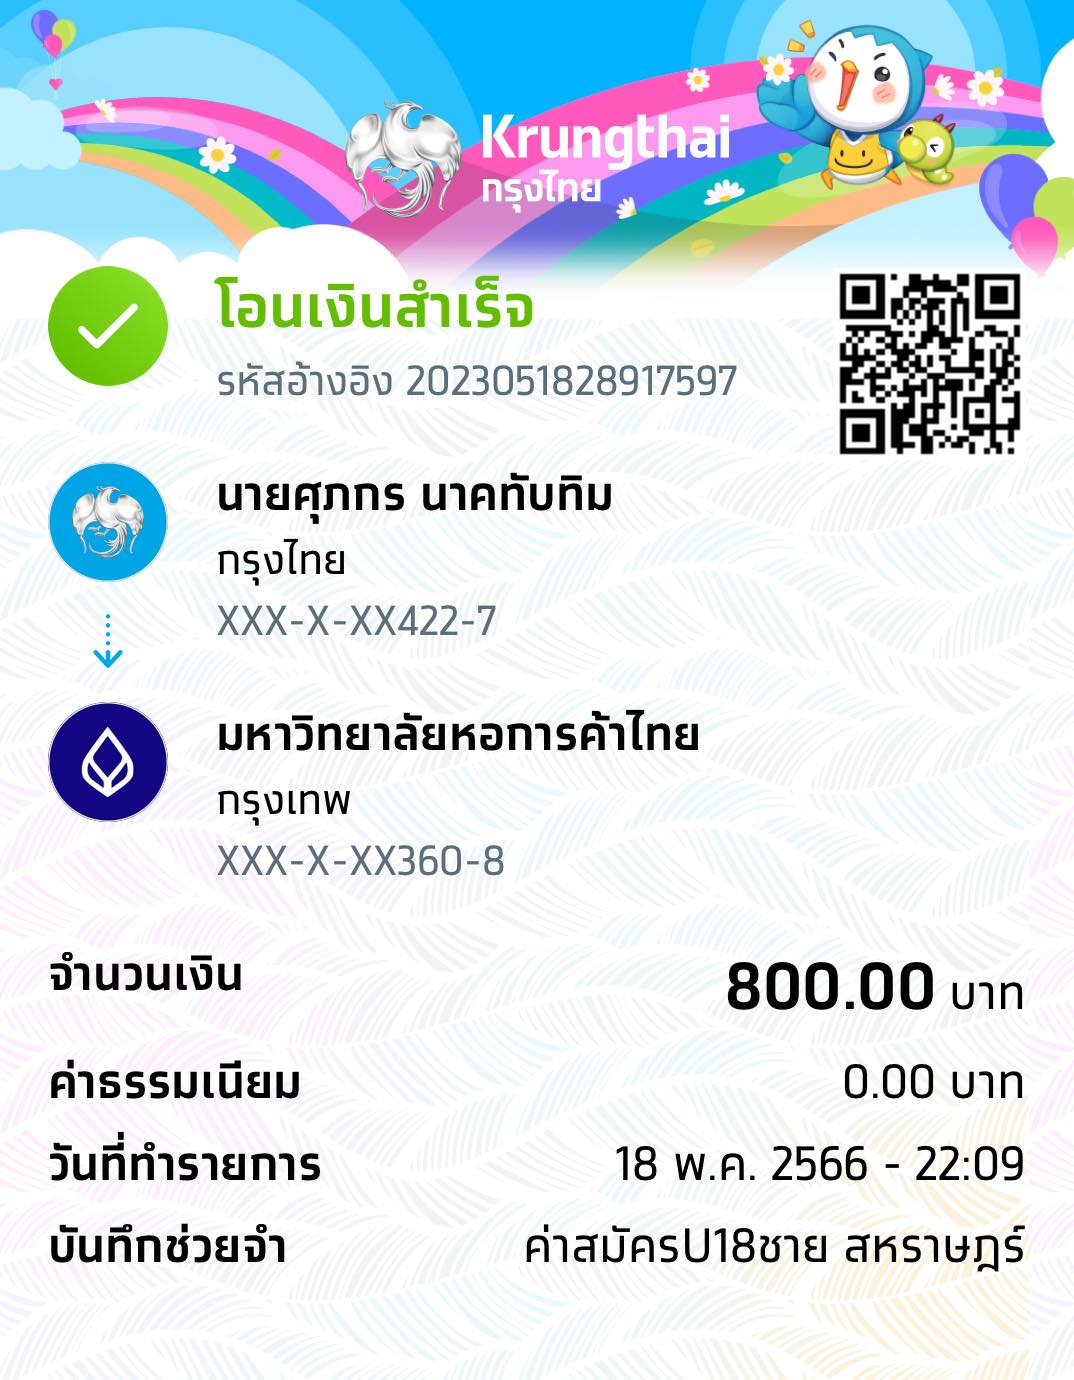 Krungthai
กรุงไทย
โอนเงินสำเร็จ
รหัสอ้างอิง 2023051828917597
นายศุภกร นาคทับทิม
กรุงไทย
XXX-X-XX422-7
มหาวิทยาลัยหอการค้าไทย
กรุงเทพ
XXX-X-XX360-8
จำนวนเงิน 800.00 บาท
ค่าธรรมเนียม 0.00 บาท
วันที่ทำรายการ 18 พ.ค. 2566 - 22:09
บันทึกช่วยจำ ค่าสมัครU18ชาย สหราษฎร์